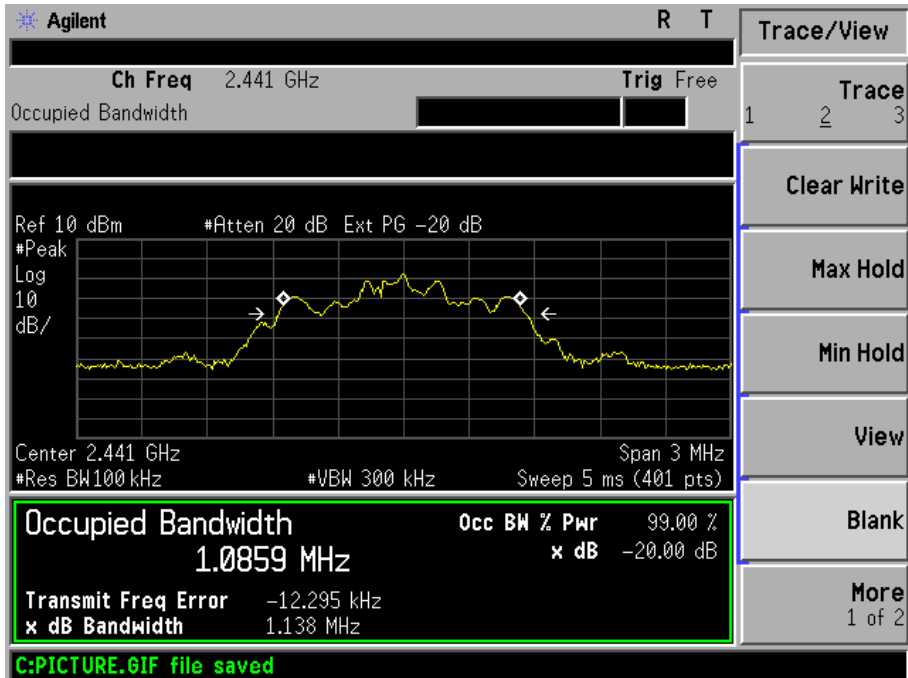 Agilent R T
Ch Freq 2.441 GHz Trig Free
Occupied Bandwidth
Ref 10 dBm #Atten 20 dB Ext PG -20 dB
#Peak
Log
10
dB/
Center 2.441 GHz Span 3 MHz
#Res BW 100 kHz #VBW 300 kHz Sweep 5 ms (401 pts)
Occupied Bandwidth Occ BW % Pwr 99.00 %
1.0859 MHz x dB -20.00 dB
Transmit Freq Error -12.295 kHz
x dB Bandwidth 1.138 MHz
C:PICTURE.GIF file saved
Trace/View
Trace
1 2 3
Clear Write
Max Hold
Min Hold
View
Blank
More
1 of 2